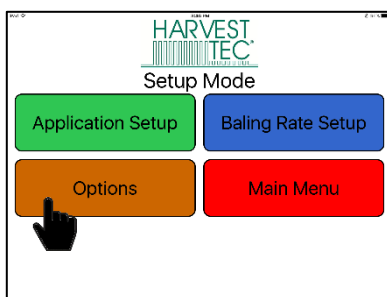 HARVEST
TEC
Setup Mode
Application Setup
Baling Rate Setup
Options
Main Menu